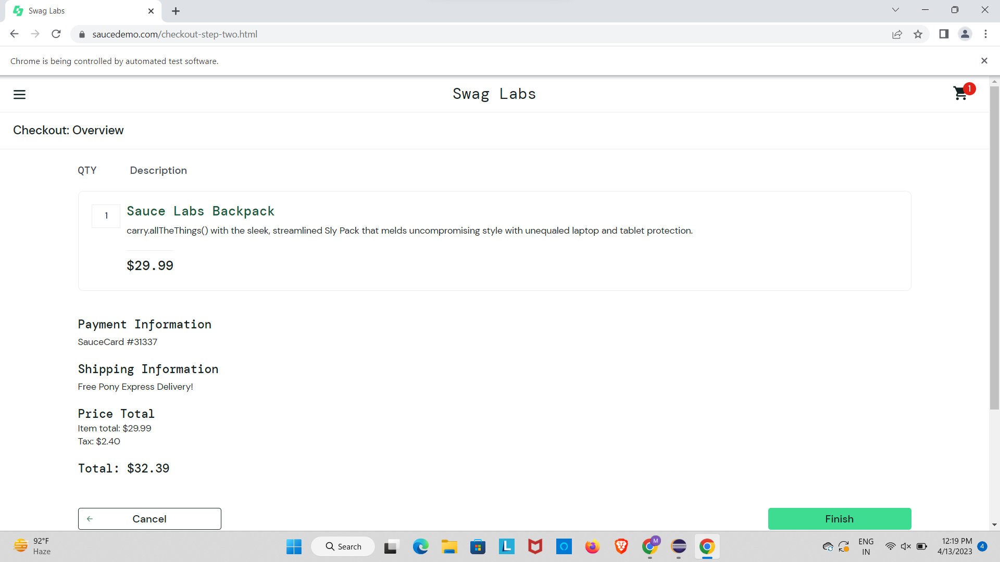 Swag Labs
saucedemo.com/checkout-step-two.html
Chrome is being controlled by automated test software.
Swag Labs
1
Checkout: Overview
QTY Description
1
Sauce Labs Backpack
carry.allTheThings() with the sleek, streamlined Sly Pack that melds uncompromising style with unequaled laptop and tablet protection.
$29.99
Payment Information
SauceCard #31337
Shipping Information
Free Pony Express Delivery!
Price Total
Item total: $29.99
Tax: $2.40
Total: $32.39
Cancel
Finish
92°F
Haze
Search
L
M
ENG
IN
12:19 PM
4/13/2023
4